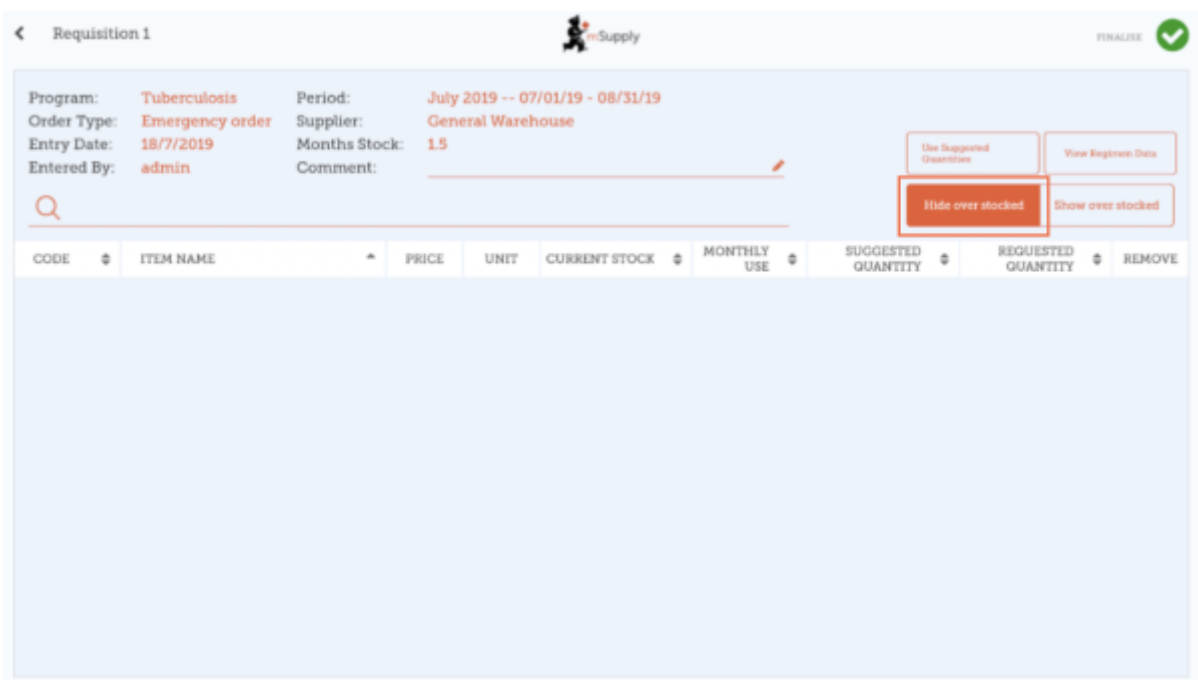 Requisition 1
mSupply
FINALISE
Program: Tuberculosis
Period: July 2019 -- 07/01/19 - 08/31/19
Order Type: Emergency order
Supplier: General Warehouse
Entry Date: 18/7/2019
Months Stock: 1.5
Entered By: admin
Comment:
Use Suggested
Quantities
View Regimen Data
Hide over stocked
Show over stocked
CODE
ITEM NAME
PRICE
UNIT
CURRENT STOCK
MONTHLY
USE
SUGGESTED
QUANTITY
REQUESTED
QUANTITY
REMOVE